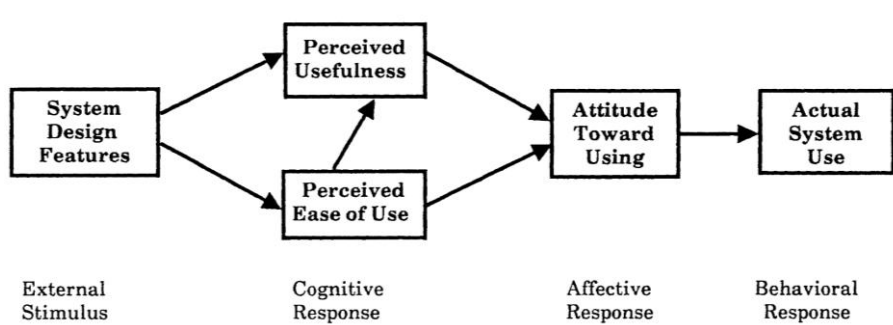 System
Design
Features
Perceived
Usefulness
Perceived
Ease of Use
Attitude
Toward
Using
Actual
System
Use
External
Stimulus
Cognitive
Response
Affective
Response
Behavioral
Response